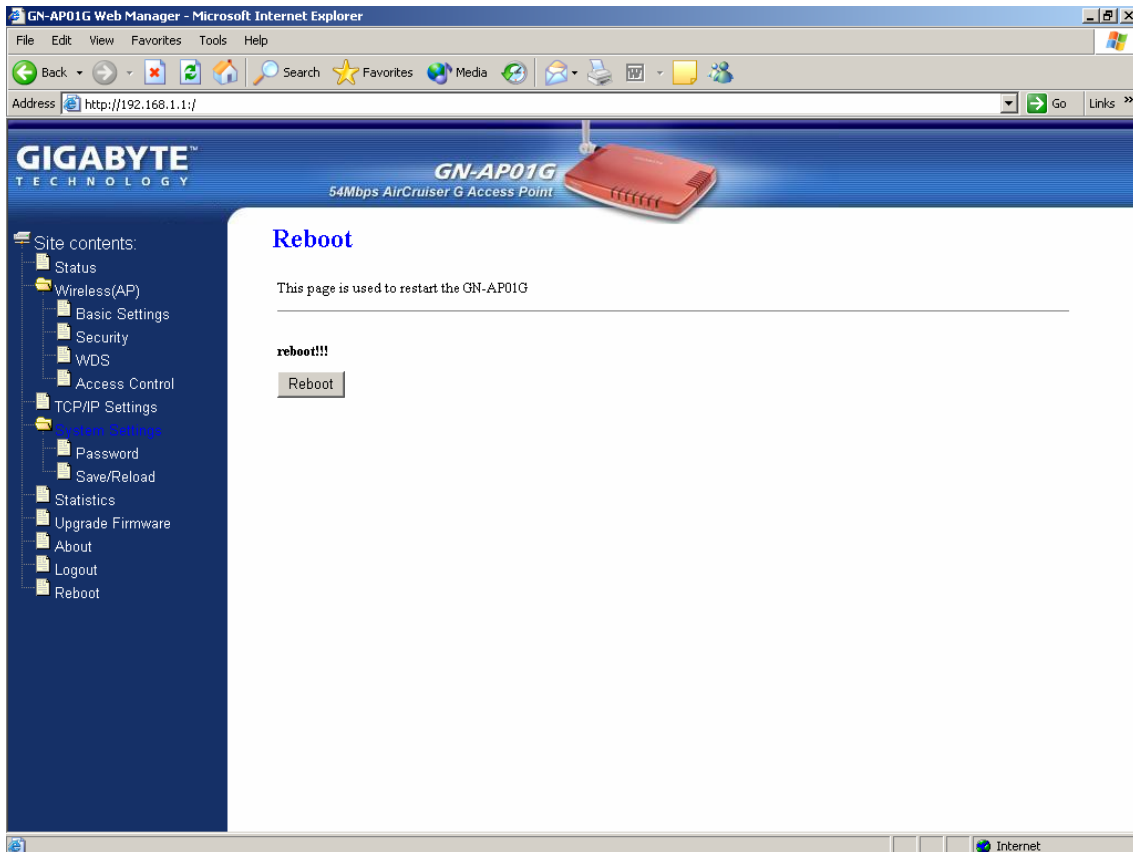 GN-AP01G Web Manager - Microsoft Internet Explorer
File Edit View Favorites Tools Help
Back Search Favorites Media
Address http://192.168.1.1:/ Go Links »
GIGABYTE™
TECHNOLOGY
GN-AP01G
54Mbps AirCruiser G Access Point
Site contents:
Status
Wireless(AP)
Basic Settings
Security
WDS
Access Control
TCP/IP Settings
System Settings
Password
Save/Reload
Statistics
Upgrade Firmware
About
Logout
Reboot
Reboot
This page is used to restart the GN-AP01G
reboot!!!
Reboot
Internet